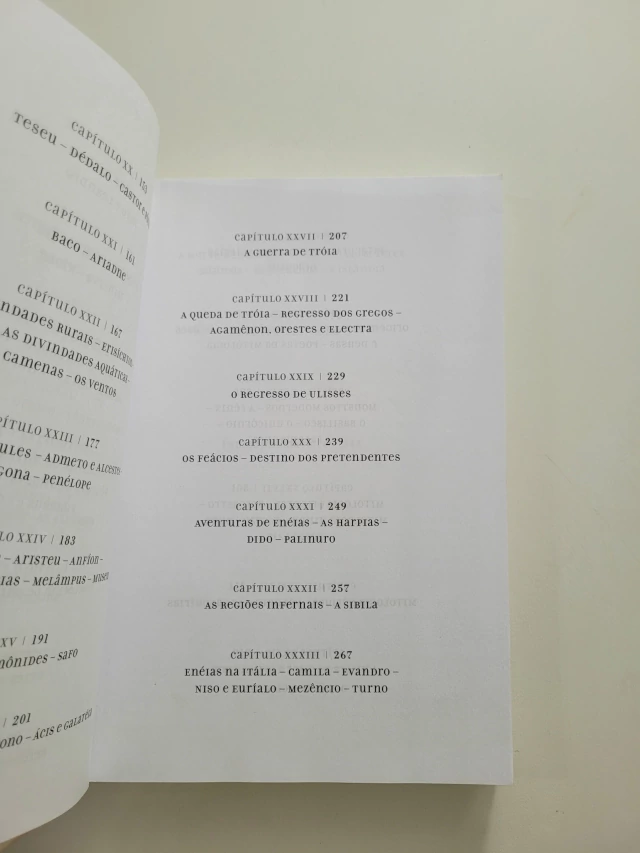 CAPÍTULO XX | 153
TESEU – DÉDALO – CASTOR E
CAPÍTULO XXI | 161
BACO – ARIADNE
CAPÍTULO XXII | 167
RURAIS –
AS DIVINDADES AQUÁTICAS
CAMENAS – OS VENTOS
XXIII | 177
– ADMETO E ALCESTE
– PENÉLOPE
XXIV | 183
– ARISTEU – ANFÍON –
– MELÂMPUS – MUSEU
XV | 191
– SAFO
| 201
– ÁCIS E GALATÉIA
CAPÍTULO XXVII | 207
A GUERRA DE TRÓIA
CAPÍTULO XXVIII | 221
A QUEDA DE TRÓIA – REGRESSO DOS GREGOS –
AGAMÊNON, ORESTES E ELECTRA
CAPÍTULO XXIX | 229
O REGRESSO DE ULISSES
CAPÍTULO XXX | 239
OS FEÁCIOS – DESTINO DOS PRETENDENTES
CAPÍTULO XXXI | 249
AVENTURAS DE ENÉIAS – AS HARPIAS –
DIDO – PALINURO
CAPÍTULO XXXII | 257
AS REGIÕES INFERNAIS – A SIBILA
CAPÍTULO XXXIII | 267
ENÉIAS NA ITÁLIA – CAMILA – EVANDRO –
NISO E EURÍALO – MEZÊNCIO – TURNO